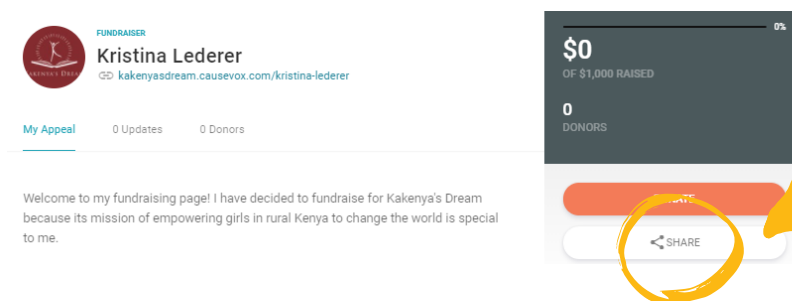 FUNDRAISER
Kristina Lederer
kakenyasdream.causevox.com/kristina-lederer
My Appeal 0 Updates 0 Donors
Welcome to my fundraising page! I have decided to fundraise for Kakenya's Dream
because its mission of empowering girls in rural Kenya to change the world is special
to me.
0%
$0
OF $1,000 RAISED
0
DONORS
SHARE